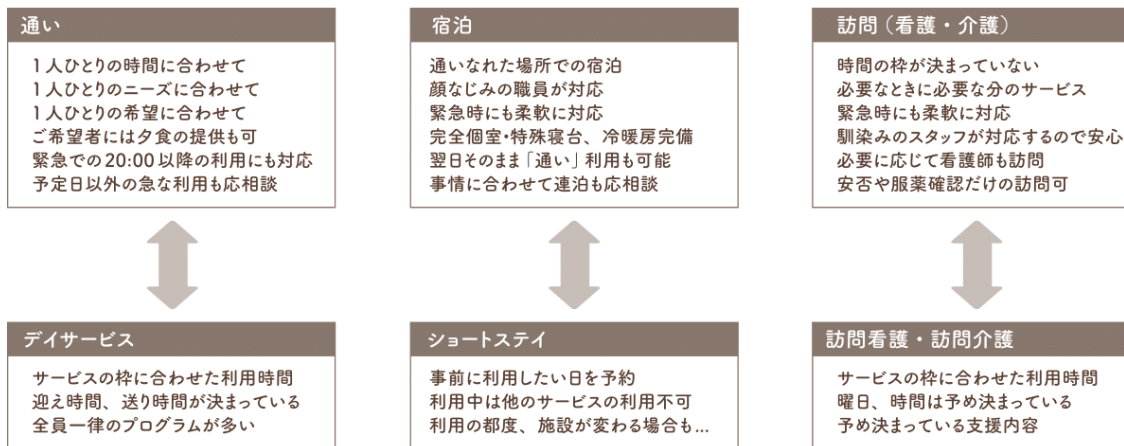 通い
1人ひとりの時間に合わせて
1人ひとりのニーズに合わせて
1人ひとりの希望に合わせて
ご希望者には夕食の提供も可
緊急での20:00以降の利用にも対応
予定日以外の急な利用も応相談
宿泊
通いなれた場所での宿泊
顔なじみの職員が対応
緊急時にも柔軟に対応
完全個室・特殊寝台、冷暖房完備
翌日そのまま「通い」利用も可能
事情に合わせて連泊も応相談
訪問（看護・介護）
時間の枠が決まっていない
必要なときに必要な分のサービス
緊急時にも柔軟に対応
馴染みのスタッフが対応するので安心
必要に応じて看護師も訪問
安否や服薬確認だけの訪問可
デイサービス
サービスの枠に合わせた利用時間
迎え時間、送り時間が決まっている
全員一律のプログラムが多い
ショートステイ
事前に利用したい日を予約
利用中は他のサービスの利用不可
利用の都度、施設が変わる場合も...
訪問看護・訪問介護
サービスの枠に合わせた利用時間
曜日、時間は予め決まっている
予め決まっている支援内容